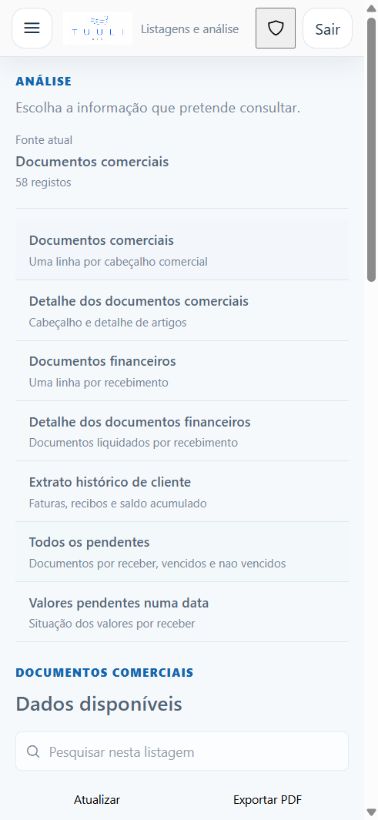 TUULI
Listagens e análise
Sair
ANÁLISE
Escolha a informação que pretende consultar.
Fonte atual
Documentos comerciais
58 registos
Documentos comerciais
Uma linha por cabeçalho comercial
Detalhe dos documentos comerciais
Cabeçalho e detalhe de artigos
Documentos financeiros
Uma linha por recebimento
Detalhe dos documentos financeiros
Documentos liquidados por recebimento
Extrato histórico de cliente
Faturas, recibos e saldo acumulado
Todos os pendentes
Documentos por receber, vencidos e nao vencidos
Valores pendentes numa data
Situação dos valores por receber
DOCUMENTOS COMERCIAIS
Dados disponíveis
Pesquisar nesta listagem
Atualizar
Exportar PDF